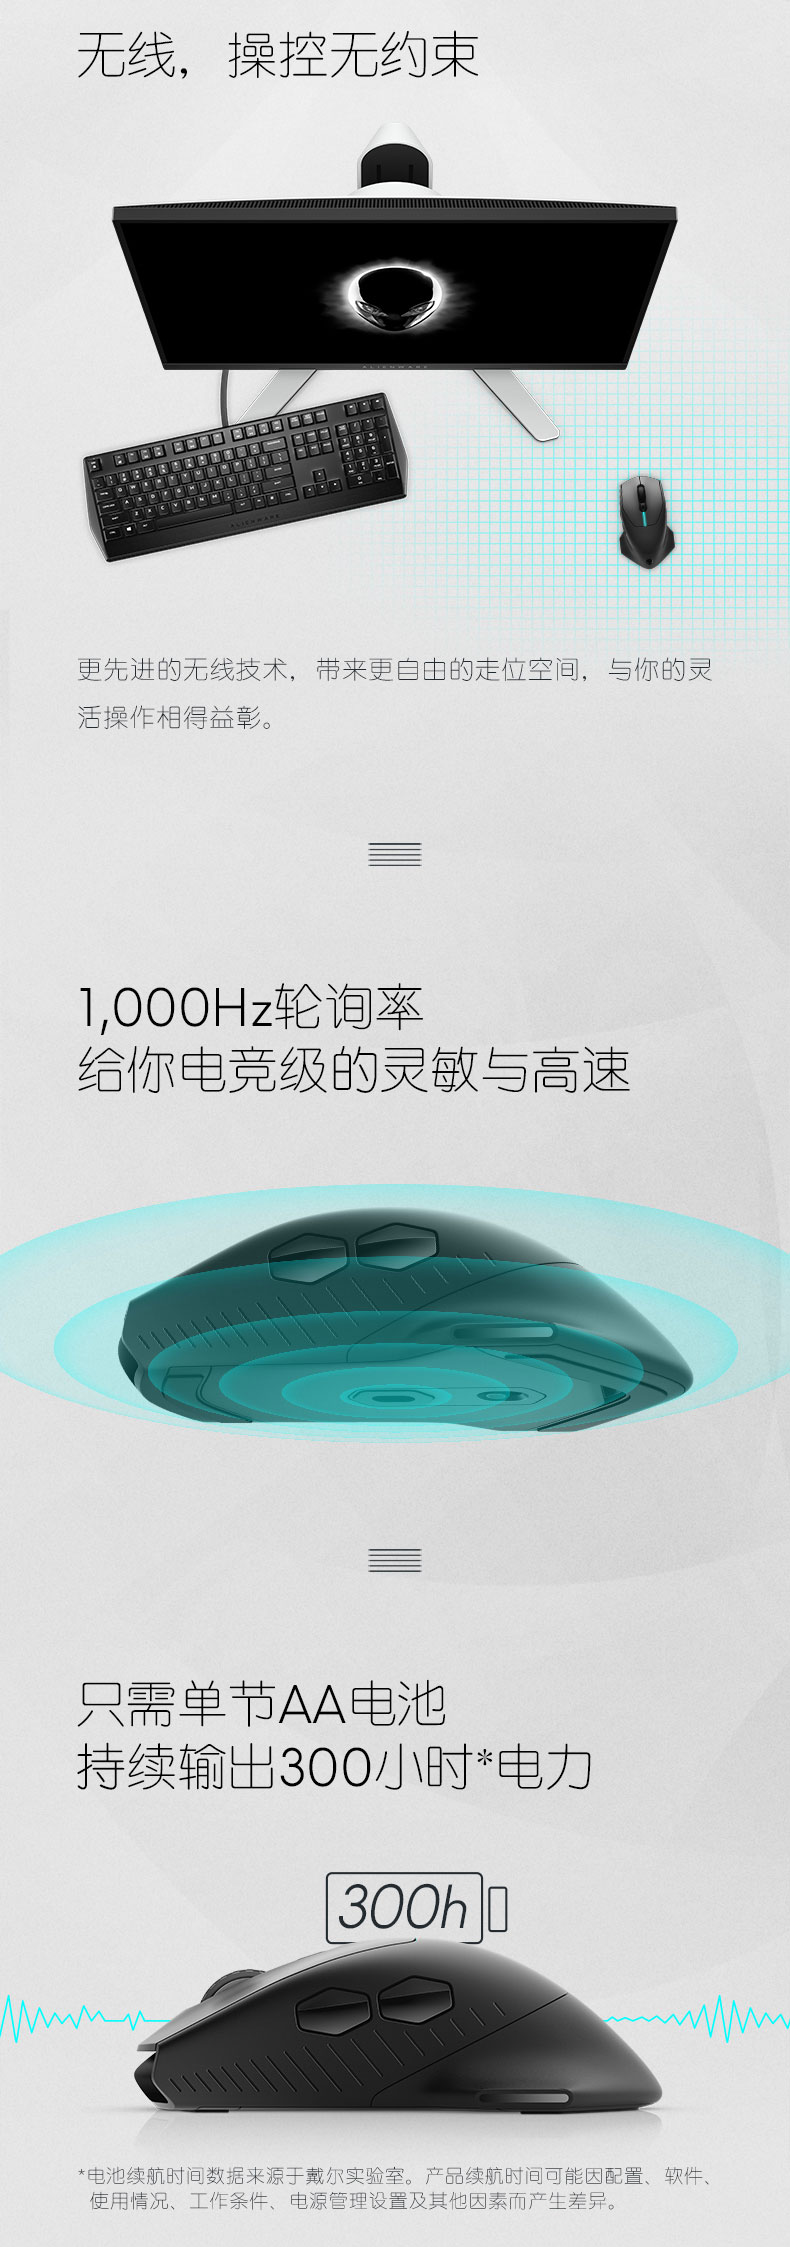 无线，操控无约束
ALIENWARE
ALIENWARE
更先进的无线技术，带来更自由的走位空间，与你的灵
活操作相得益彰。
1,000Hz轮询率
给你电竞级的灵敏与高速
只需单节AA电池
持续输出300小时*电力
300h
*电池续航时间数据来源于戴尔实验室。产品续航时间可能因配置、软件、
使用情况、工作条件、电源管理设置及其他因素而产生差异。